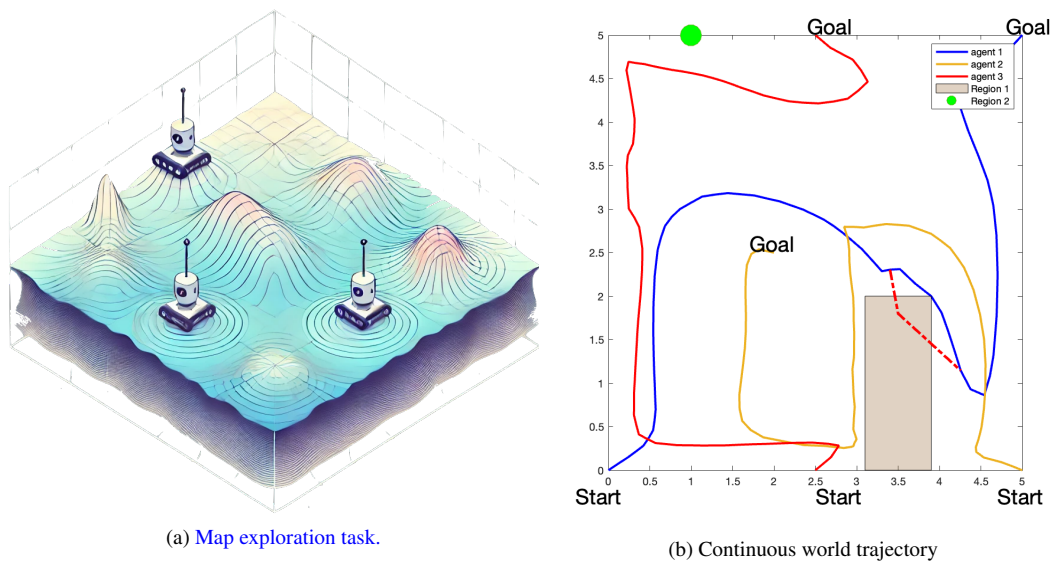 Goal
Goal
5
4.5
4
3.5
3
2.5
2
1.5
1
0.5
0
agent 1
agent 2
agent 3
Region 1
Region 2
Goal
0
0.5
1
1.5
2
2.5
3
3.5
4
4.5
5
Start
Start
Start
(a) Map exploration task.
(b) Continuous world trajectory